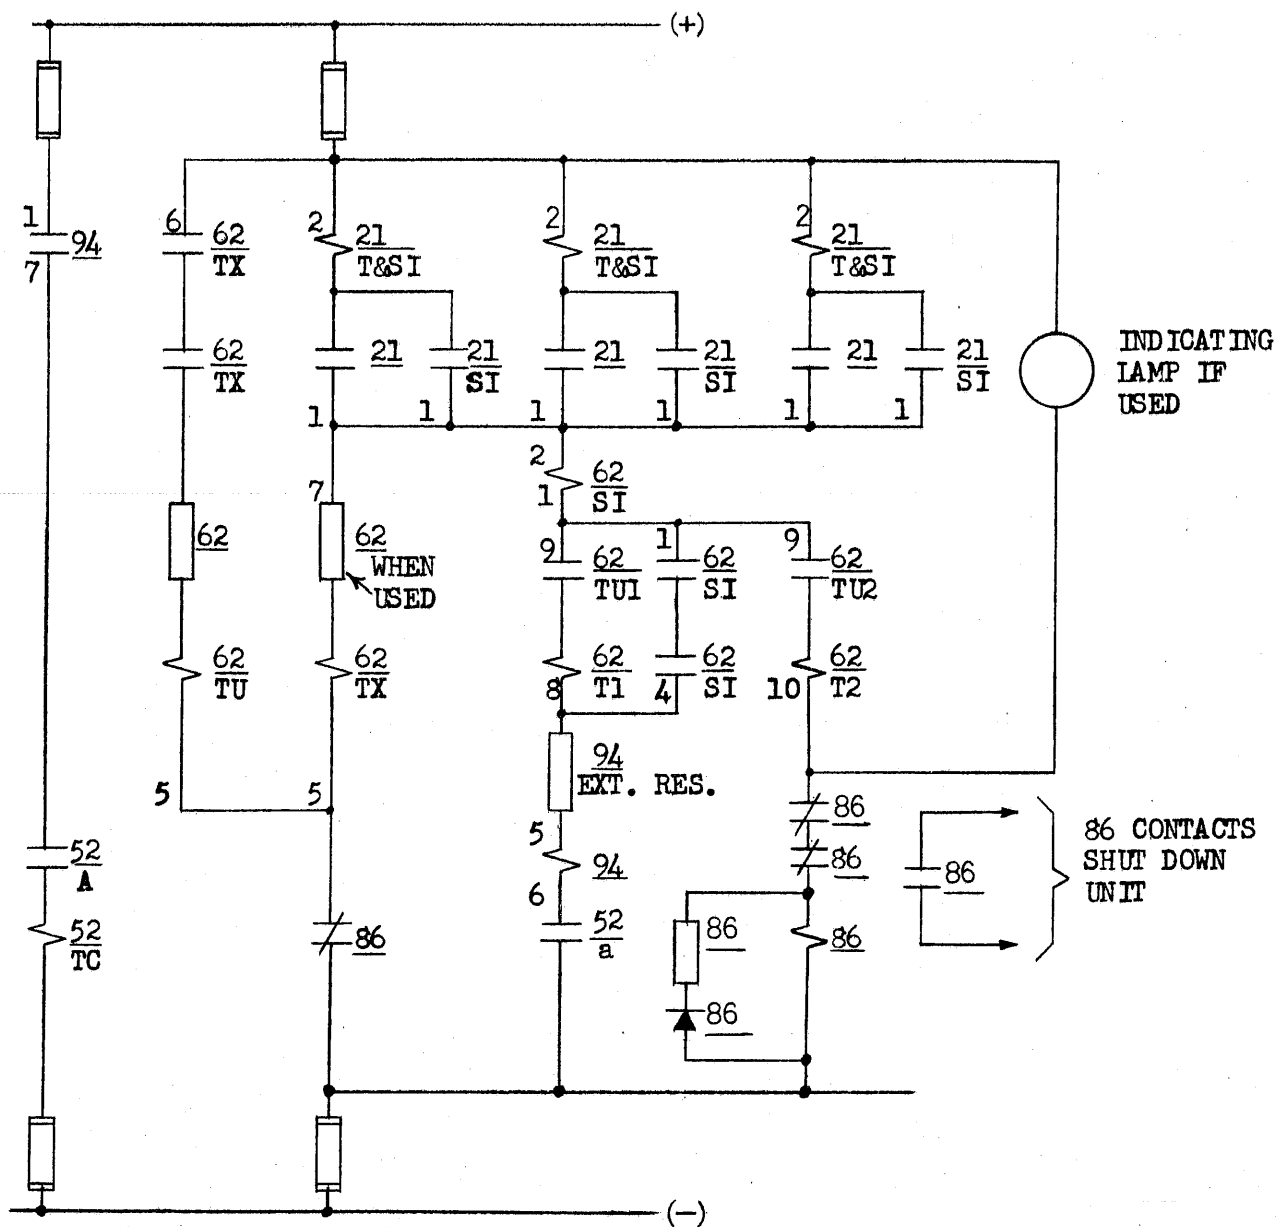 (+)
1
94
7
6
62
TX
62
TX
62
62
TU
5
2
21
T&SI
21
21
SI
1
1
7
62
WHEN
USED
62
TX
5
86
2
21
T&SI
21
21
SI
1
1
2
62
SI
1
9
62
TU1
1
62
SI
9
62
TU2
62
T1
8
62
SI
4
62
T2
10
2
21
T&SI
21
21
SI
1
1
INDICATING
LAMP IF
USED
94
EXT. RES.
5
94
6
52
a
86
86
86
86
86
86
86 CONTACTS
SHUT DOWN
UNIT
52
A
52
TC
(-)